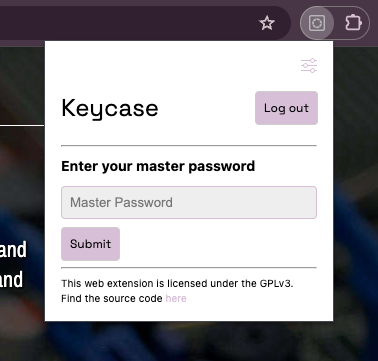 Keycase
Log out
Enter your master password
Master Password
Submit
This web extension is licensed under the GPLv3.
Find the source code here
and
nd